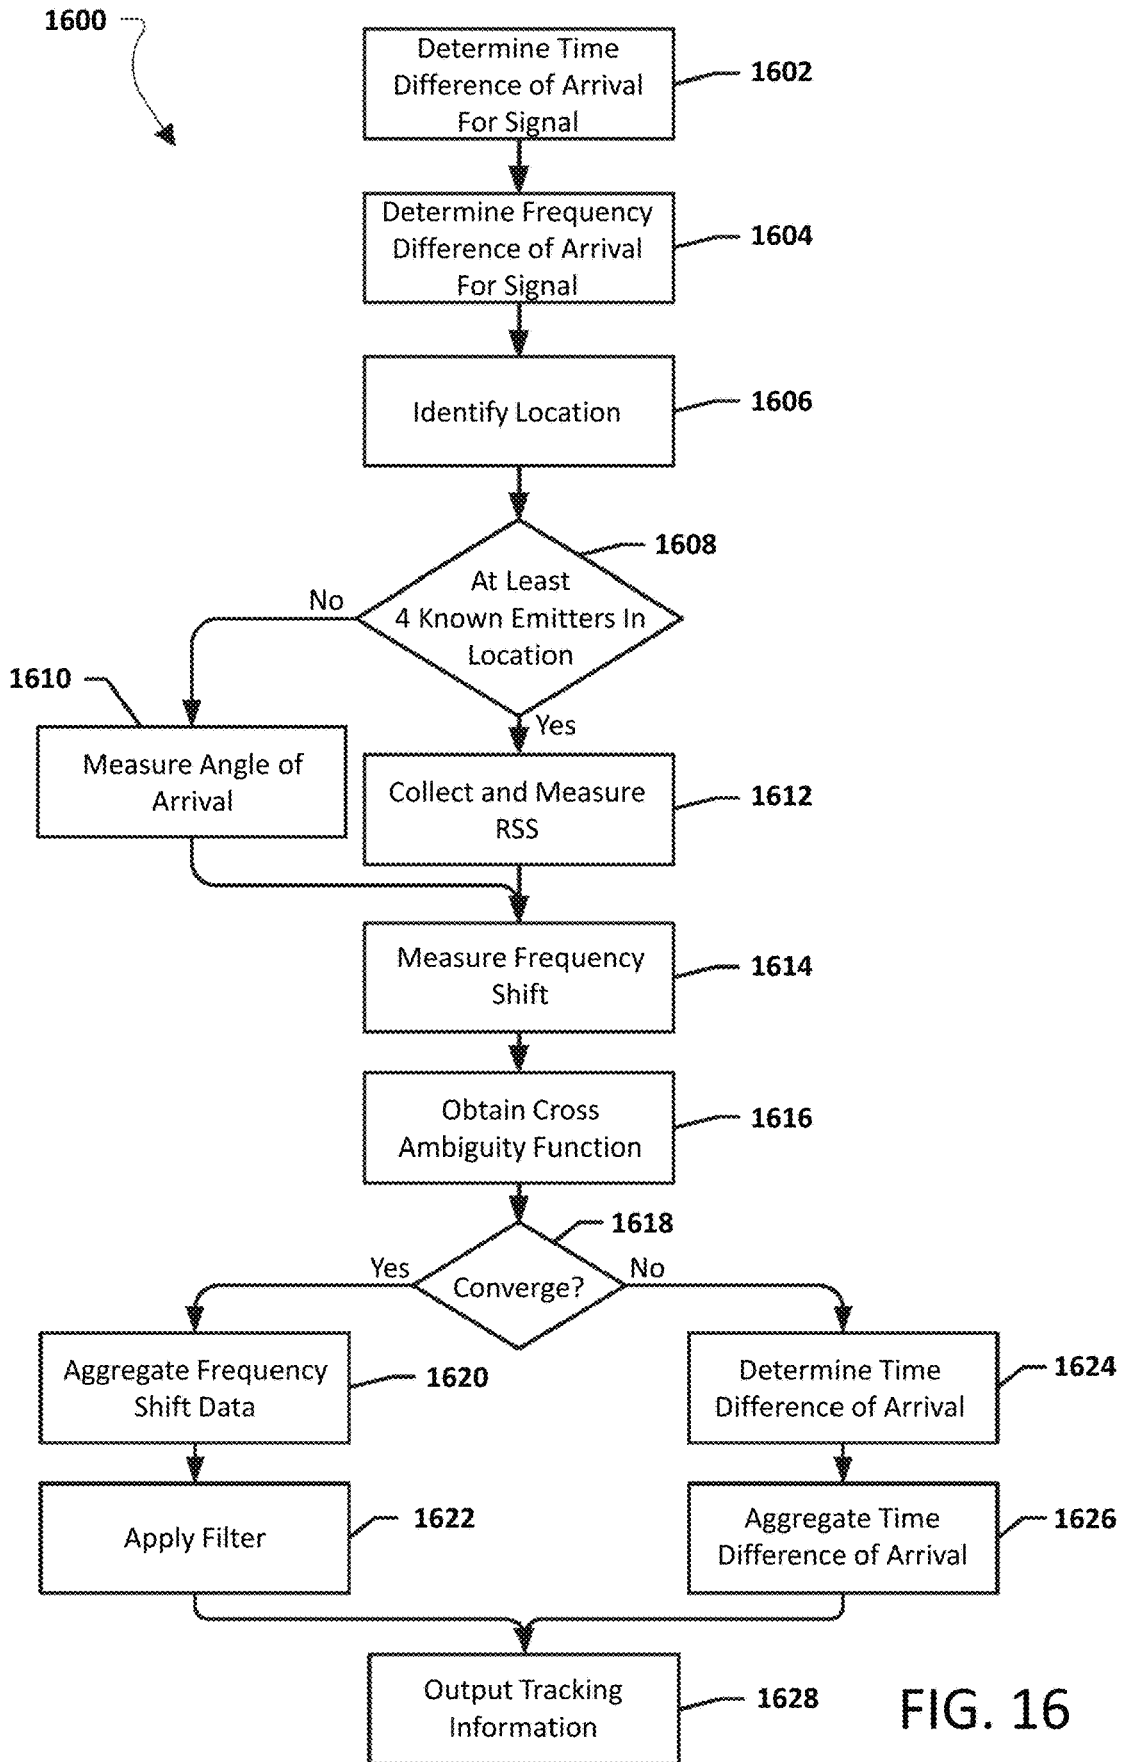 1600
Determine Time
Difference of Arrival
For Signal
1602
Determine Frequency
Difference of Arrival
For Signal
1604
Identify Location
1606
At Least
4 Known Emitters In
Location
1608
No
Yes
1610
Measure Angle of
Arrival
Collect and Measure
RSS
1612
Measure Frequency
Shift
1614
Obtain Cross
Ambiguity Function
1616
Converge?
1618
Yes
No
Aggregate Frequency
Shift Data
1620
Determine Time
Difference of Arrival
1624
Apply Filter
1622
Aggregate Time
Difference of Arrival
1626
Output Tracking
Information
1628
FIG. 16